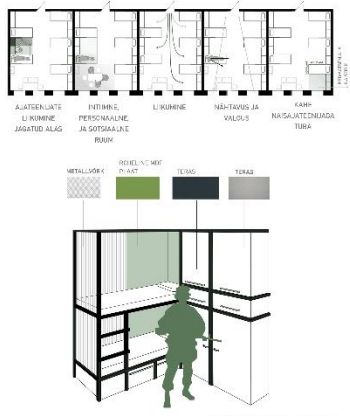 AJATEENIJATE
LIIKUMINE
JAGATUD ALAS
INTIIMNE,
PERSONAALNE
JA SOTSIAALNE
RUUM
LIIKUMINE
NÄHTAVUS JA
VALGUS
KAHE
NAISAJATEENIJAGA
TUBA
METALLVÕRK
ROHELINE MDF
PLAAT
TERAS
TERAS